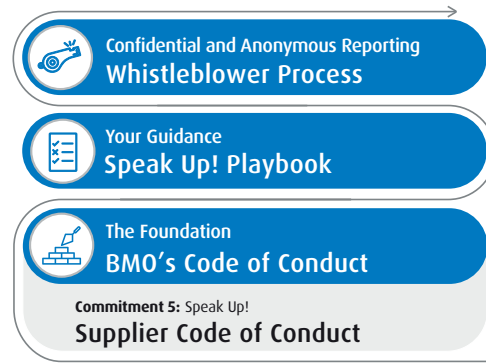 Confidential and Anonymous Reporting
Whistleblower Process
Your Guidance
Speak Up! Playbook
The Foundation
BMO's Code of Conduct
Commitment 5: Speak Up!
Supplier Code of Conduct